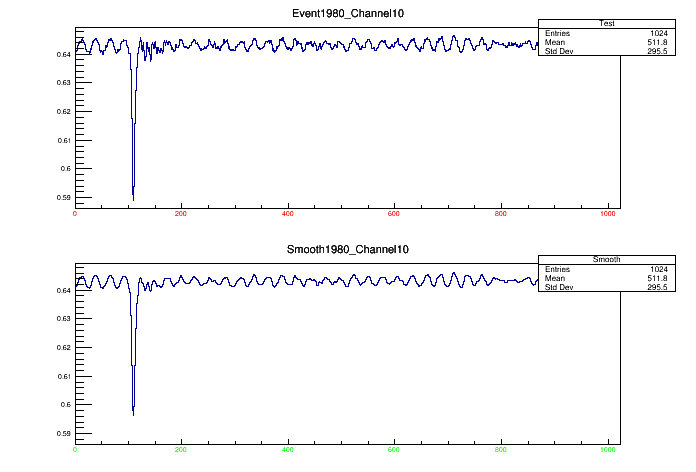 Event1980_Channel10
Test
Entries 1024
Mean 511.8
Std Dev 295.5
0.64
0.63
0.62
0.61
0.6
0.59
0 200 400 600 800 1000
Smooth1980_Channel10
Smooth
Entries 1024
Mean 511.8
Std Dev 295.5
0.64
0.63
0.62
0.61
0.6
0.59
0 200 400 600 800 1000